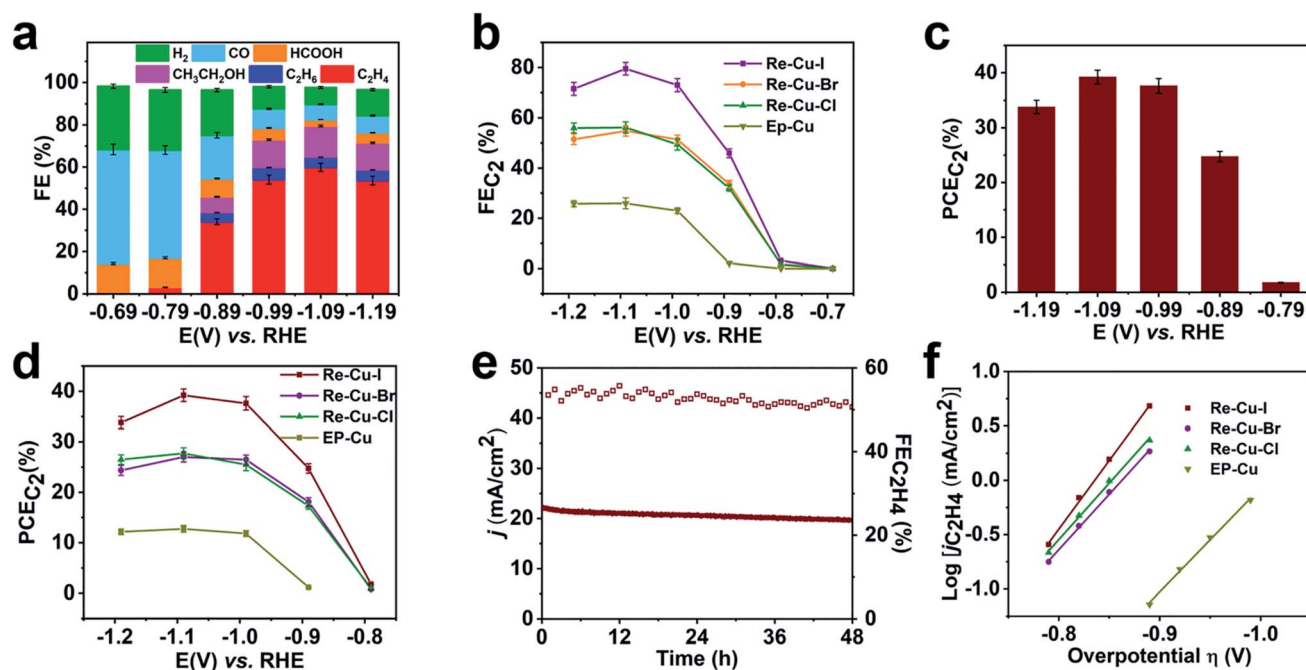 a
H2 CO HCOOH
CH3CH2OH C2H6 C2H4
FE (%)
100
80
60
40
20
0
-0.69 -0.79 -0.89 -0.99 -1.09 -1.19
E(V) vs. RHE
b
Re-Cu-I
Re-Cu-Br
Re-Cu-Cl
Ep-Cu
FEC2 (%)
80
60
40
20
0
-1.2 -1.1 -1.0 -0.9 -0.8 -0.7
E(V) vs. RHE
c
PCEC2(%)
40
30
20
10
0
-1.19 -1.09 -0.99 -0.89 -0.79
E (V) vs. RHE
d
Re-Cu-I
Re-Cu-Br
Re-Cu-Cl
EP-Cu
PCEC2(%)
40
30
20
10
0
-1.2 -1.1 -1.0 -0.9 -0.8
E(V) vs. RHE
e
j (mA/cm2)
50
45
40
35
30
25
20
15
10
5
0
60
40
20
0
FEC2H4 (%)
0 12 24 36 48
Time (h)
f
Re-Cu-I
Re-Cu-Br
Re-Cu-Cl
EP-Cu
Log [jC2H4 (mA/cm2)]
1.0
0.5
0.0
-0.5
-1.0
-0.8 -0.9 -1.0
Overpotential η (V)